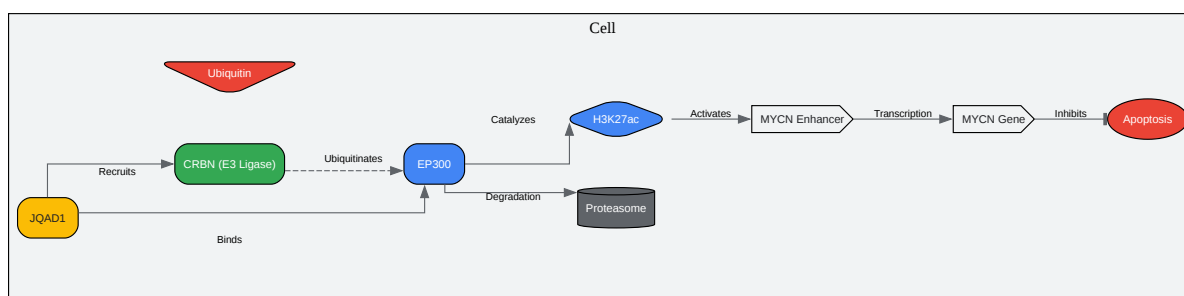 Cell
Ubiquitin
Catalyzes
H3K27ac
Activates
MYCN Enhancer
Transcription
MYCN Gene
Inhibits
Apoptosis
Recruits
CRBN (E3 Ligase)
Ubiquitinates
EP300
Degradation
Proteasome
JQAD1
Binds